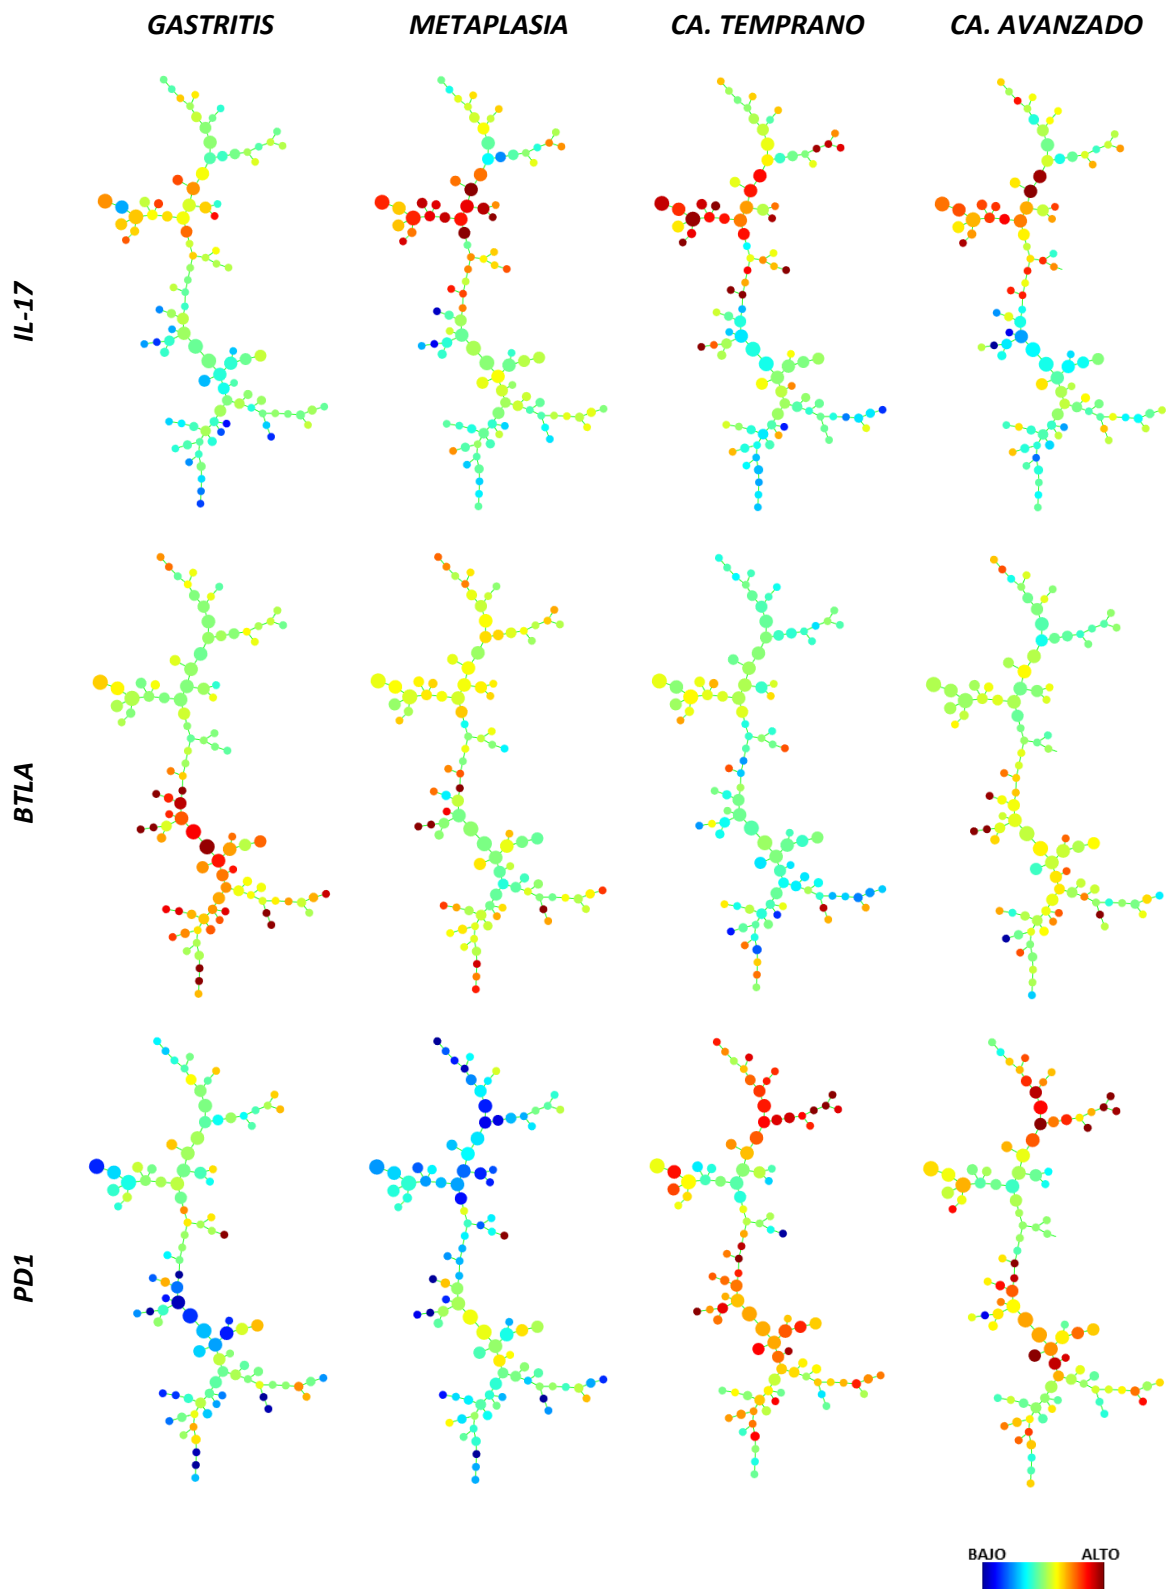 GASTRITIS METAPLASIA CA. TEMPRANO CA. AVANZADO
IL-17
BTLA
PD1
BAJO ALTO